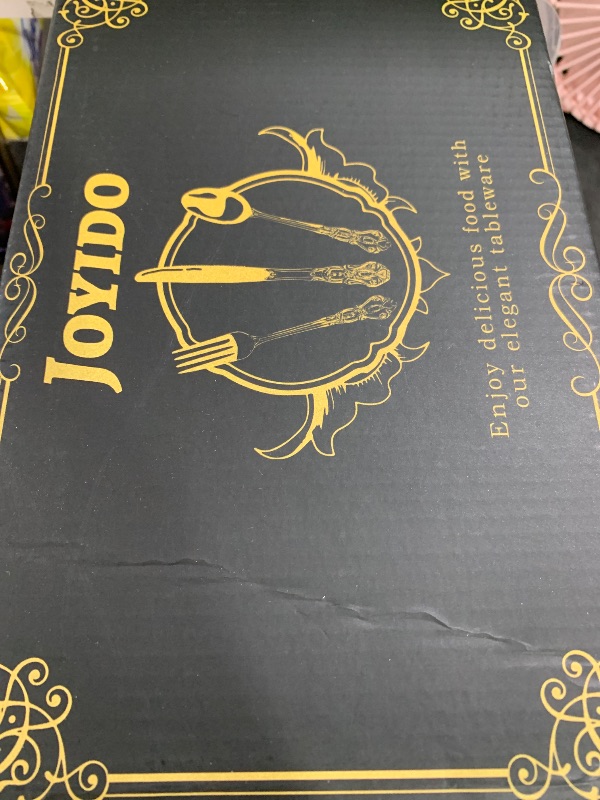 JOYIDO
Enjoy delicious food with
our elegant tableware